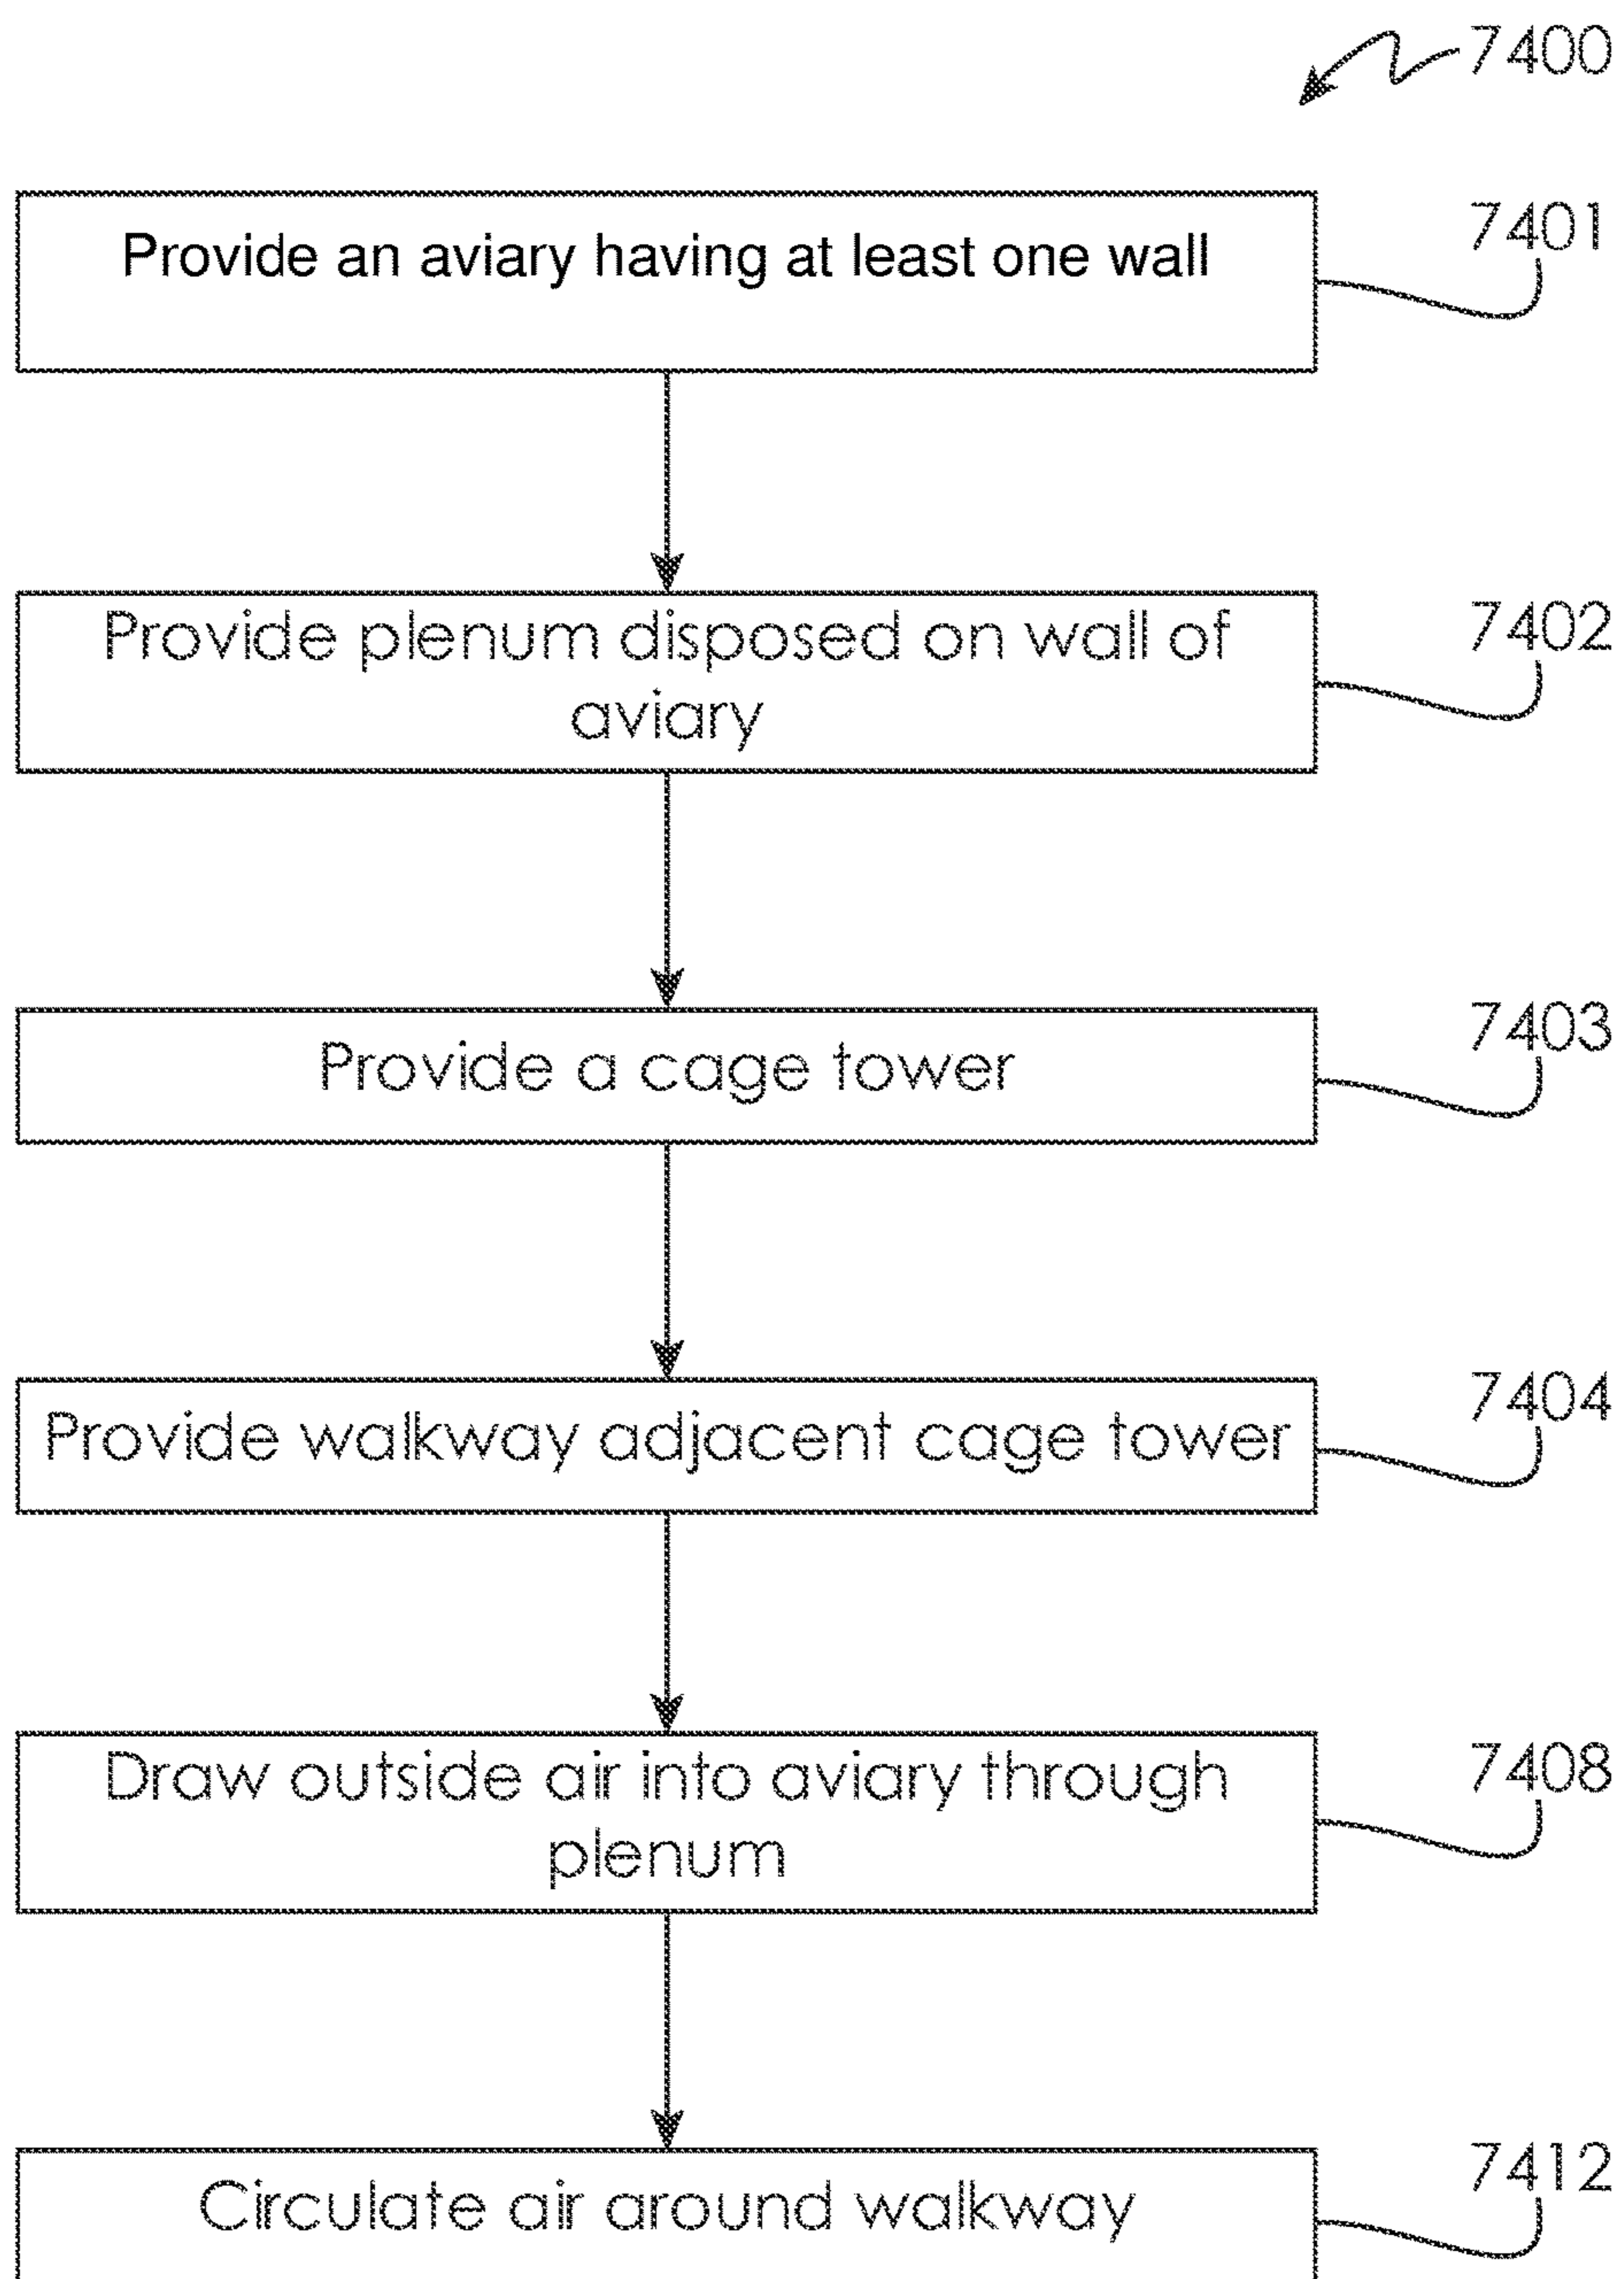 7400
Provide an aviary having at least one wall
7401
Provide plenum disposed on wall of
aviary
7402
Provide a cage tower
7403
Provide walkway adjacent cage tower
7404
Draw outside air into aviary through
plenum
7408
Circulate air around walkway
7412